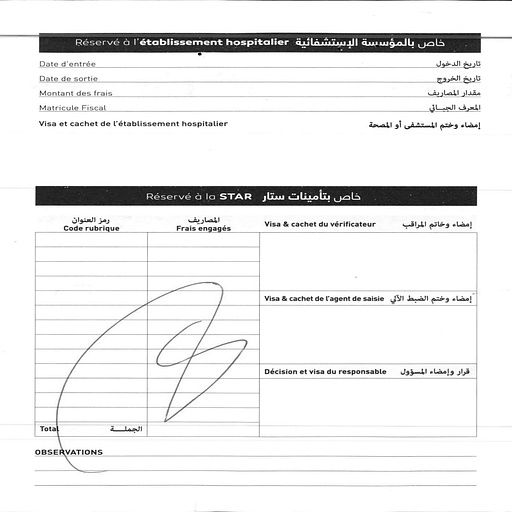 Réservé à l'établissement hospitalier خاص بالمؤسسة الإستشفائية
Date d'entrée تاريخ الدخول
Date de sortie تاريخ الخروج
Montant des frais مقدار المصاريف
Matricule Fiscal المعرف الجبـائي
Visa et cachet de l'établissement hospitalier إمضاء وختم المستشفى أو المصحة
Réservé à la STAR خاص بتأمينات ستار
رمز العنوان المصاريف
Code rubrique Frais engagés
Visa & cachet du vérificateur إمضاء وخاتم المراقب
Visa & cachet de l'agent de saisie إمضاء وختم الضبط الآلي
Décision et visa du responsable قرار وإمضاء المسؤول
Total الجملـــة
OBSERVATIONS